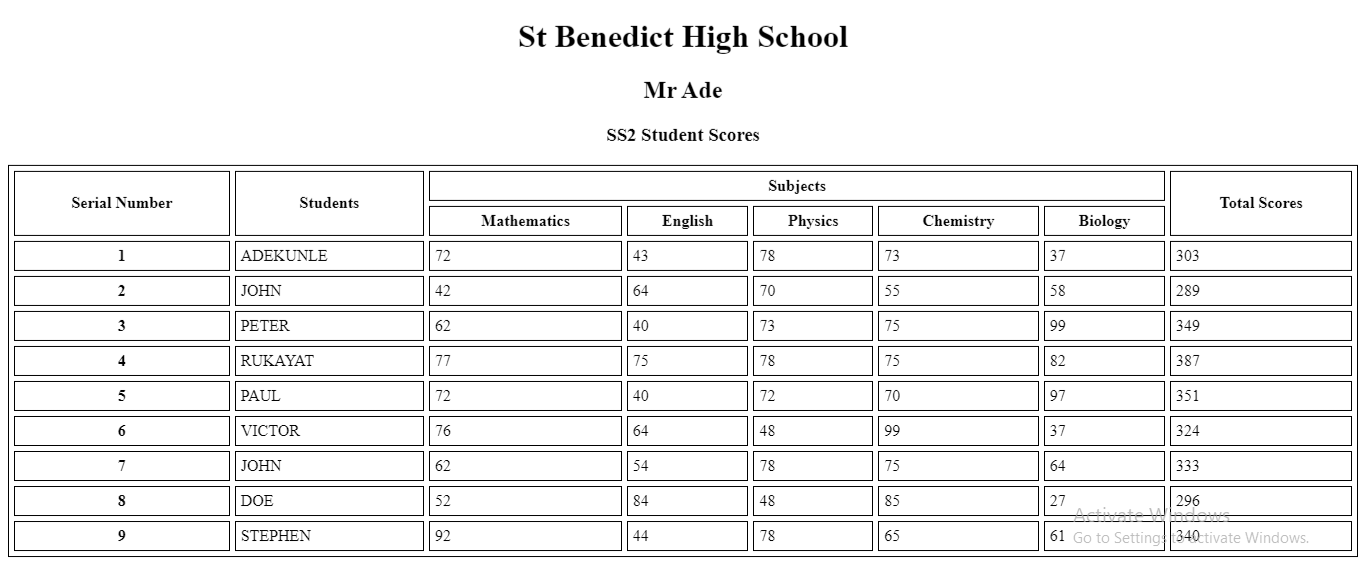 St Benedict High School
Mr Ade
SS2 Student Scores
Serial Number Students Subjects Total Scores
Mathematics English Physics Chemistry Biology
1 ADEKUNLE 72 43 78 73 37 303
2 JOHN 42 64 70 55 58 289
3 PETER 62 40 73 75 99 349
4 RUKAYAT 77 75 78 75 82 387
5 PAUL 72 40 72 70 97 351
6 VICTOR 76 64 48 99 37 324
7 JOHN 62 54 78 75 64 333
8 DOE 52 84 48 85 27 296
9 STEPHEN 92 44 78 65 61 340
Activate Windows
Go to Settings to activate Windows.